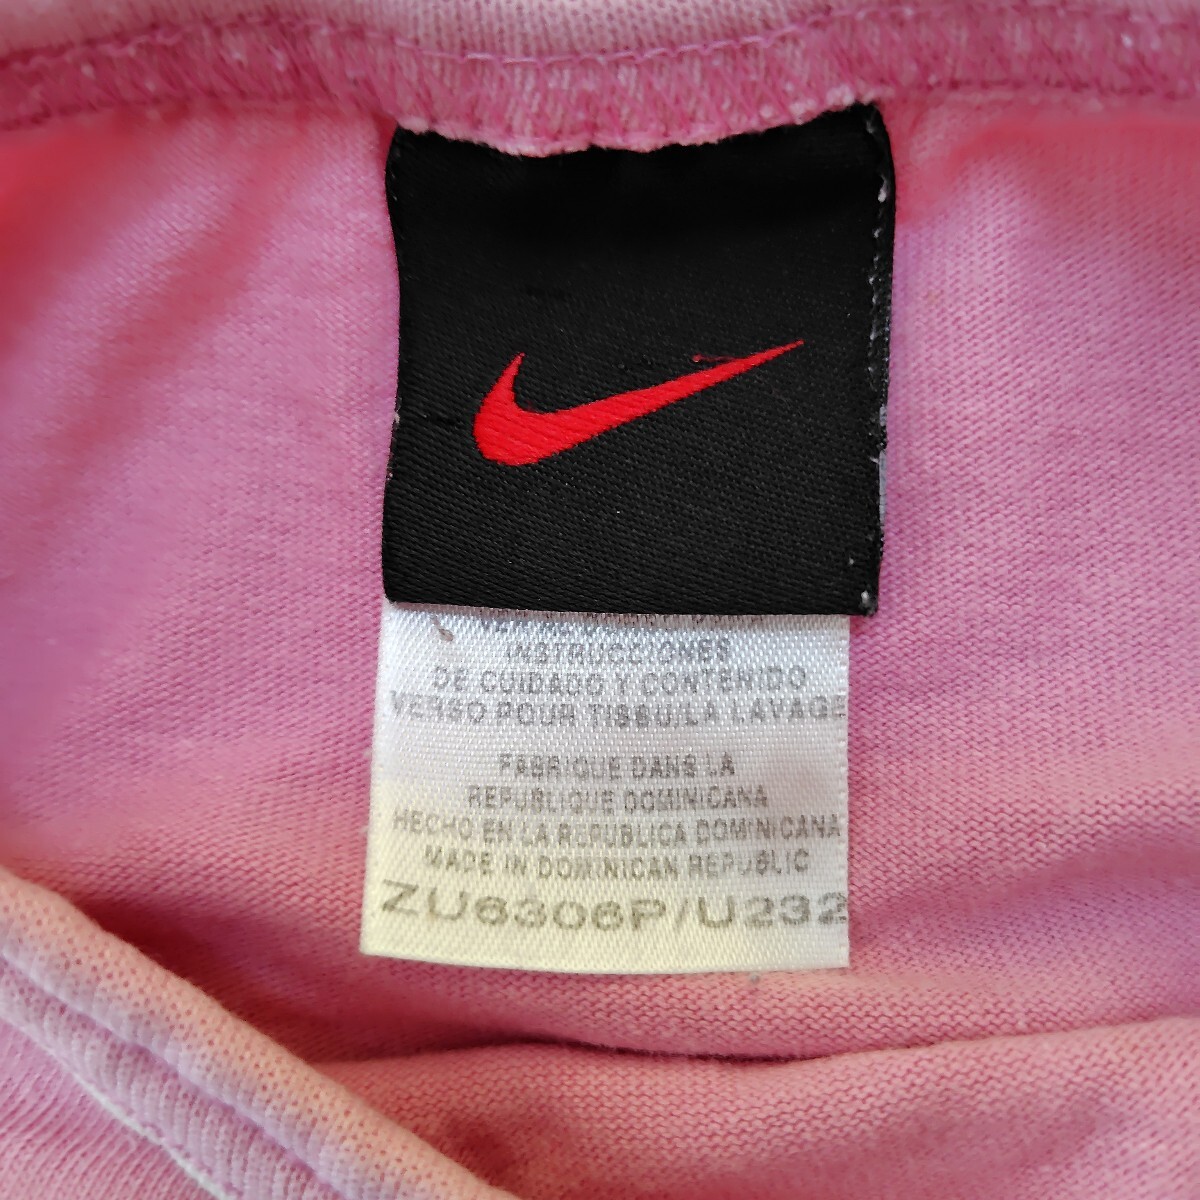 INSTRUCCIONES
DE CUIDADO Y CONTENIDO
VERSO POUR TISSU/LA LAVAGE
FABRIQUE DANS LA
REPUBLIQUE DOMINICANA
HECHO EN LA REPUBLICA DOMINICANA
MADE IN DOMINICAN REPUBLIC
ZU6306P/U232